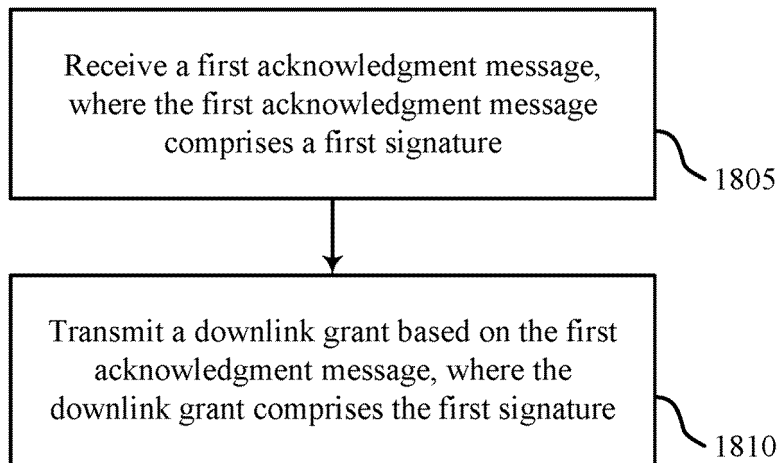 Receive a first acknowledgment message,
where the first acknowledgment message
comprises a first signature
1805
Transmit a downlink grant based on the first
acknowledgment message, where the
downlink grant comprises the first signature
1810